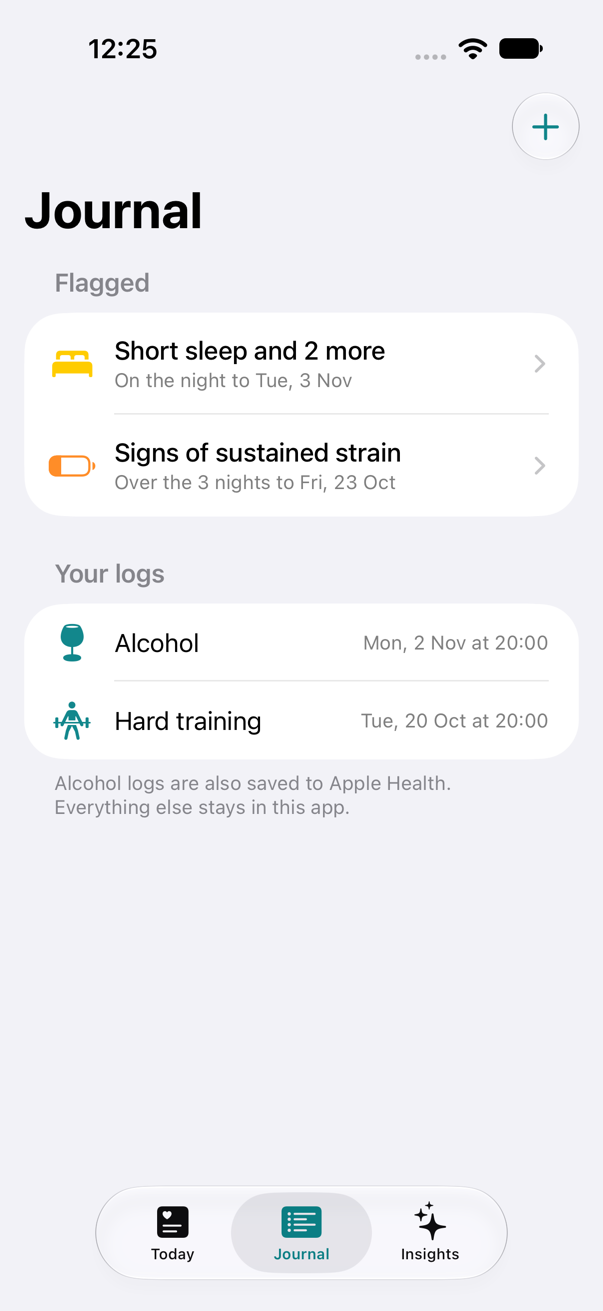 12:25
Journal
Flagged
Short sleep and 2 more
On the night to Tue, 3 Nov
Signs of sustained strain
Over the 3 nights to Fri, 23 Oct
Your logs
Alcohol
Mon, 2 Nov at 20:00
Hard training
Tue, 20 Oct at 20:00
Alcohol logs are also saved to Apple Health.
Everything else stays in this app.
Today
Journal
Insights